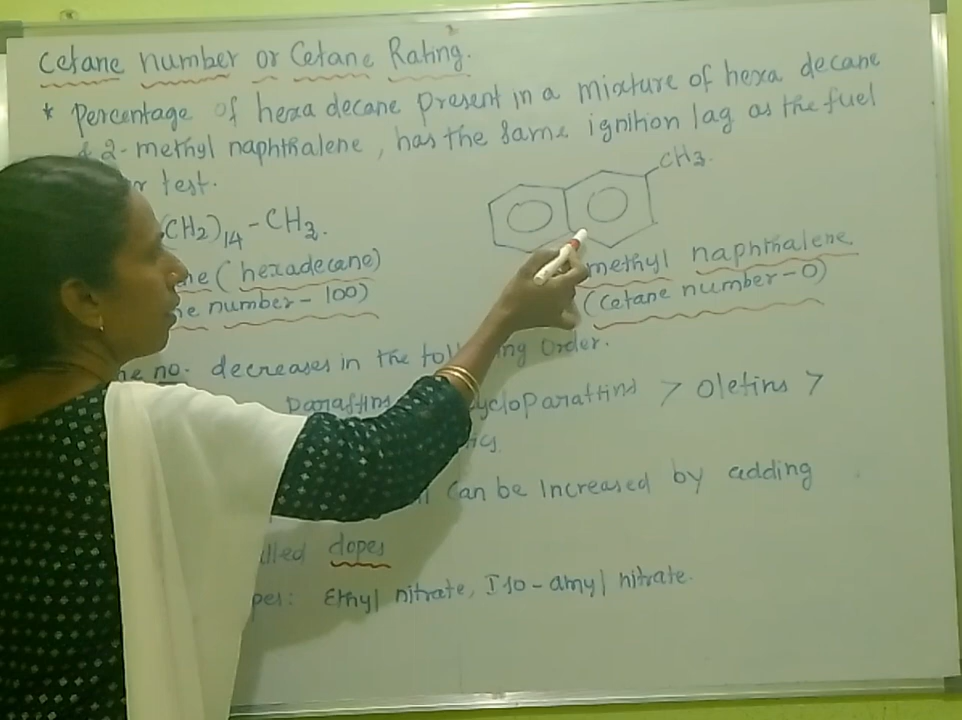 Cetane number or Cetane Rating.
* Percentage of hexa decane present in a mixture of hexa decane
& 2-methyl naphthalene, has the same ignition lag as the fuel
test.
CH3.
(CH2)14 - CH3.
(hexadecane)
methyl naphthalene.
number - 100)
(cetane number - 0)
no. decreases in the order.
paraffins cycloparaffins > olefins >
can be increased by adding
dopes
Ethyl nitrate, Iso-amyl nitrate.